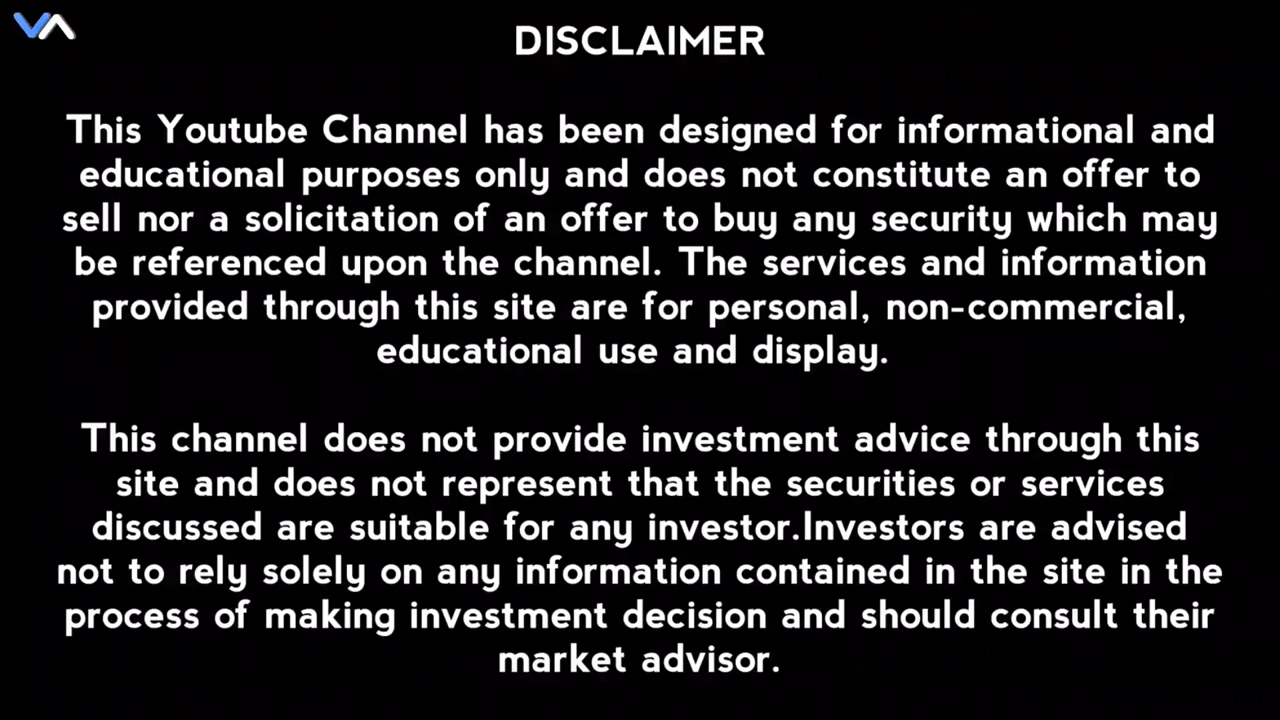 VA
DISCLAIMER
This Youtube Channel has been designed for informational and
educational purposes only and does not constitute an offer to
sell nor a solicitation of an offer to buy any security which may
be referenced upon the channel. The services and information
provided through this site are for personal, non-commercial,
educational use and display.
This channel does not provide investment advice through this
site and does not represent that the securities or services
discussed are suitable for any investor.Investors are advised
not to rely solely on any information contained in the site in the
process of making investment decision and should consult their
market advisor.